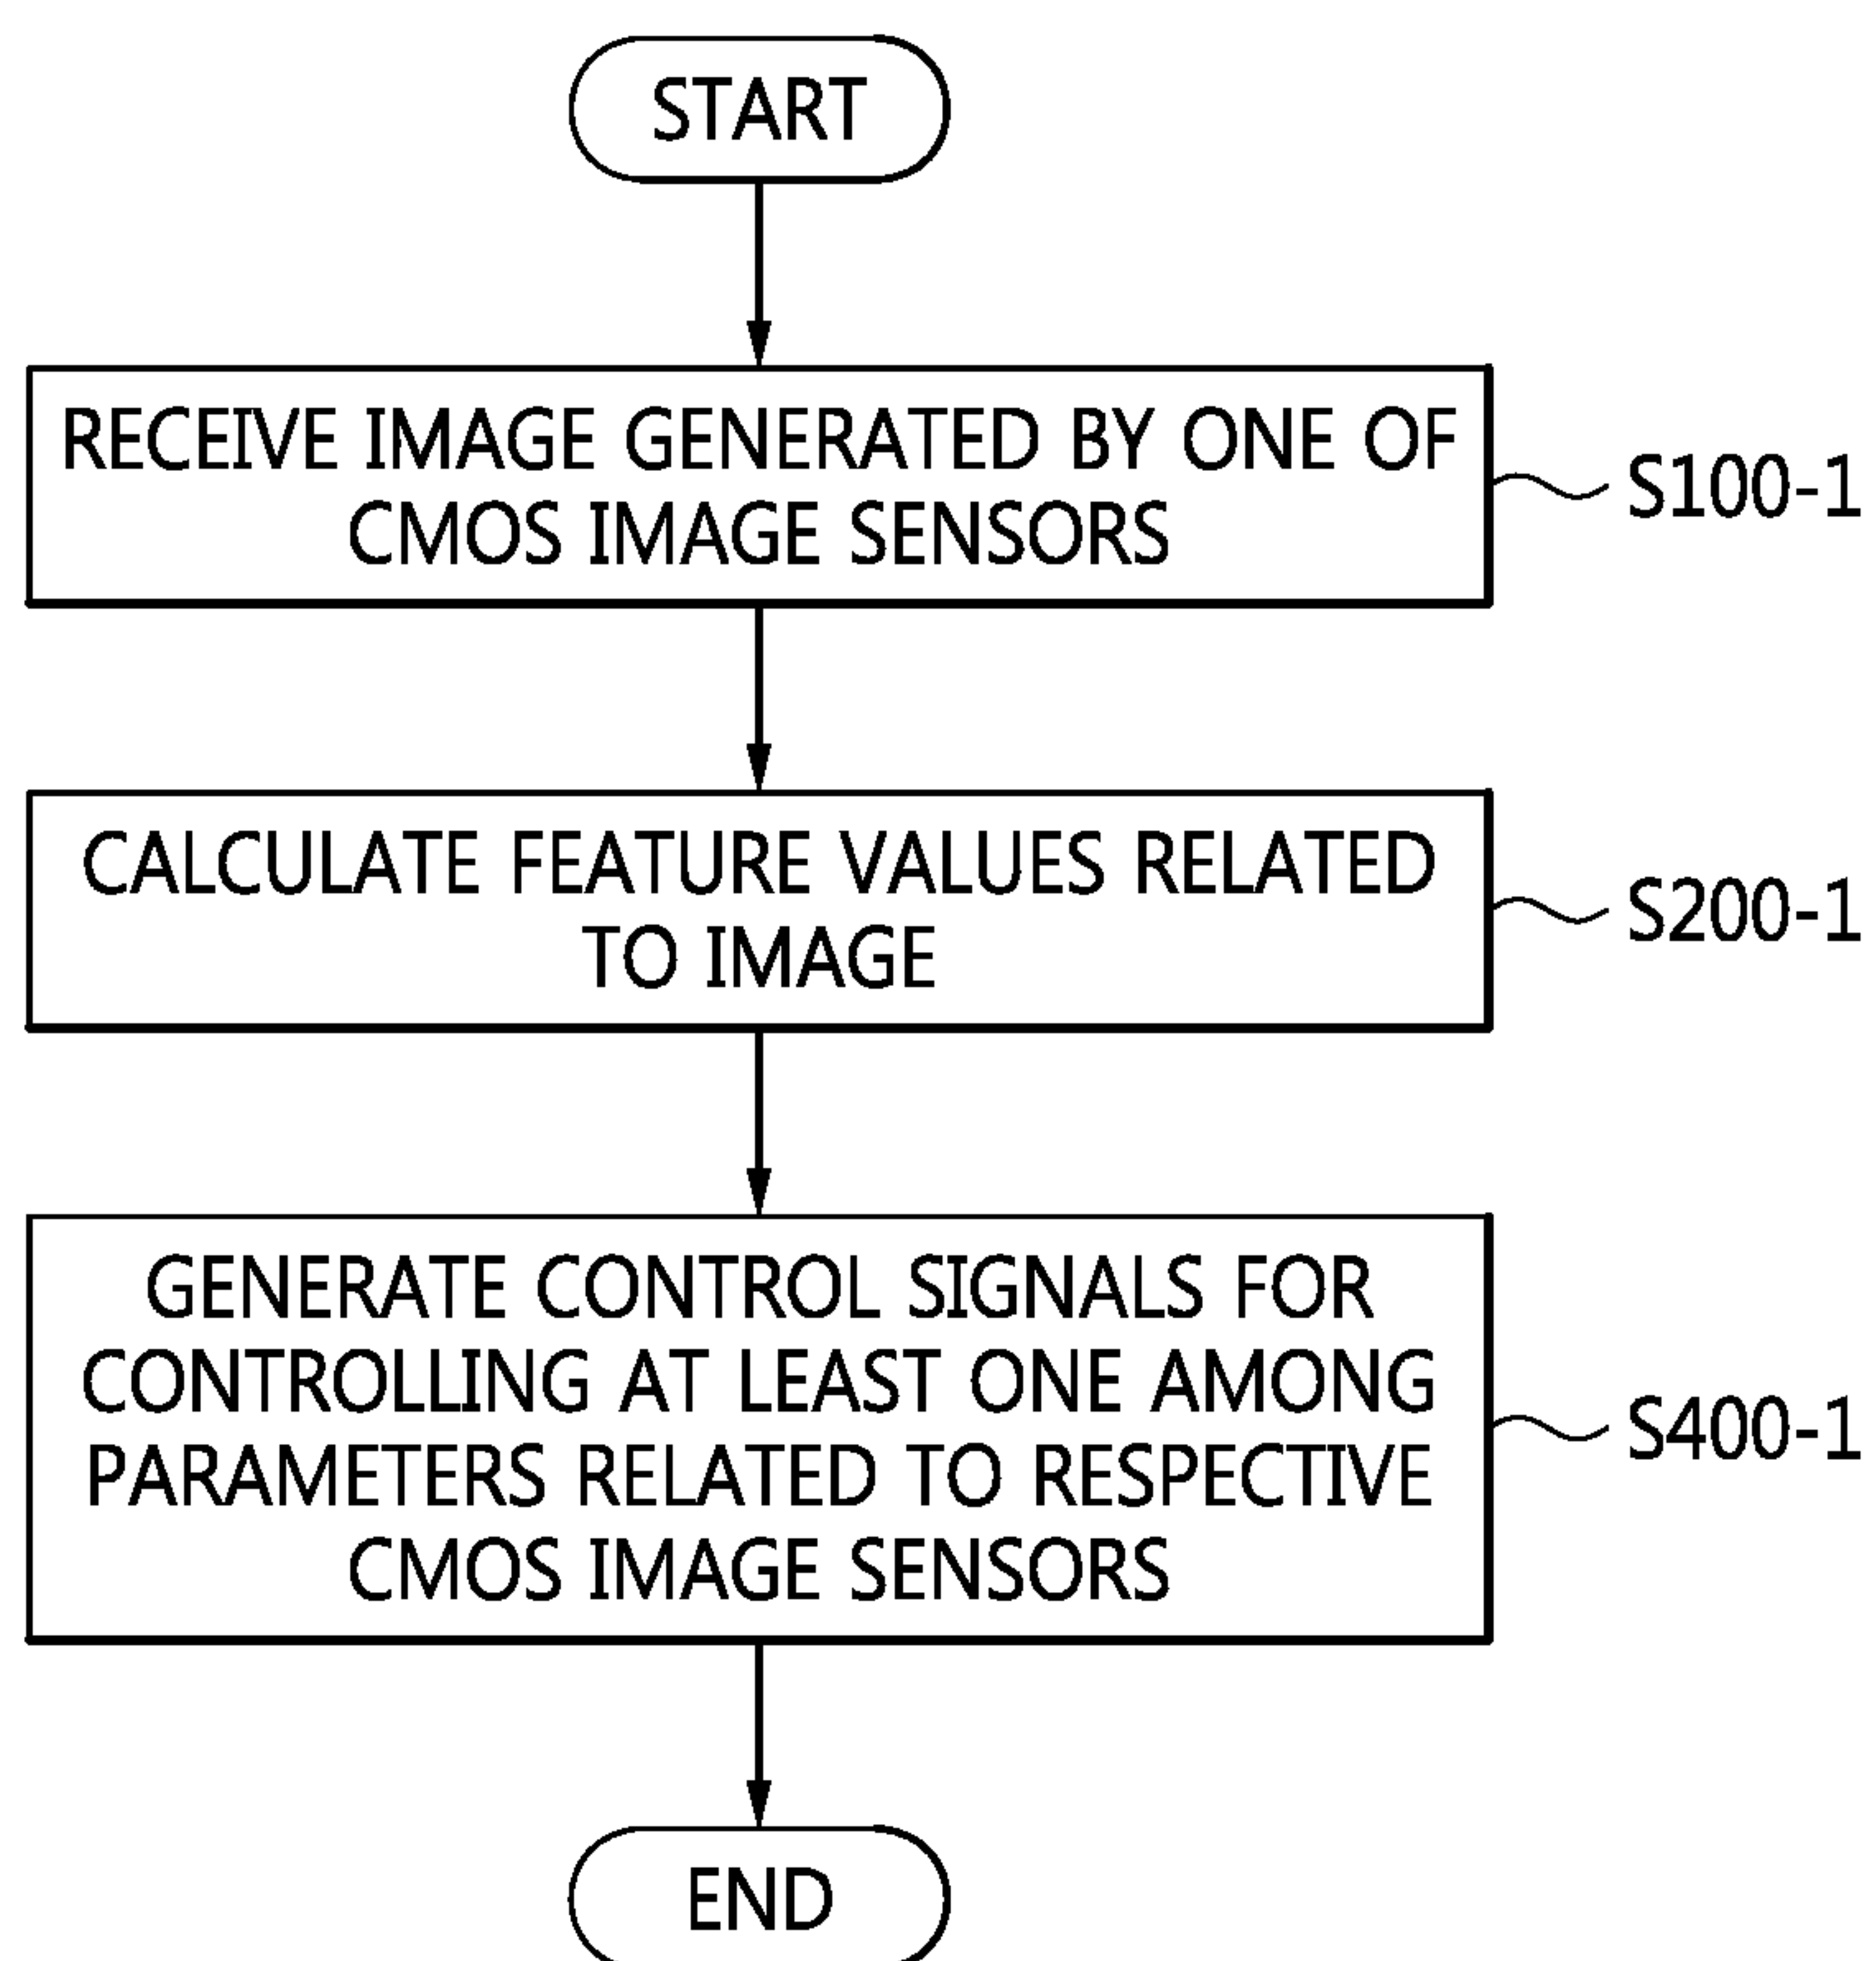 START
RECEIVE IMAGE GENERATED BY ONE OF
CMOS IMAGE SENSORS
S100-1
CALCULATE FEATURE VALUES RELATED
TO IMAGE
S200-1
GENERATE CONTROL SIGNALS FOR
CONTROLLING AT LEAST ONE AMONG
PARAMETERS RELATED TO RESPECTIVE
CMOS IMAGE SENSORS
S400-1
END